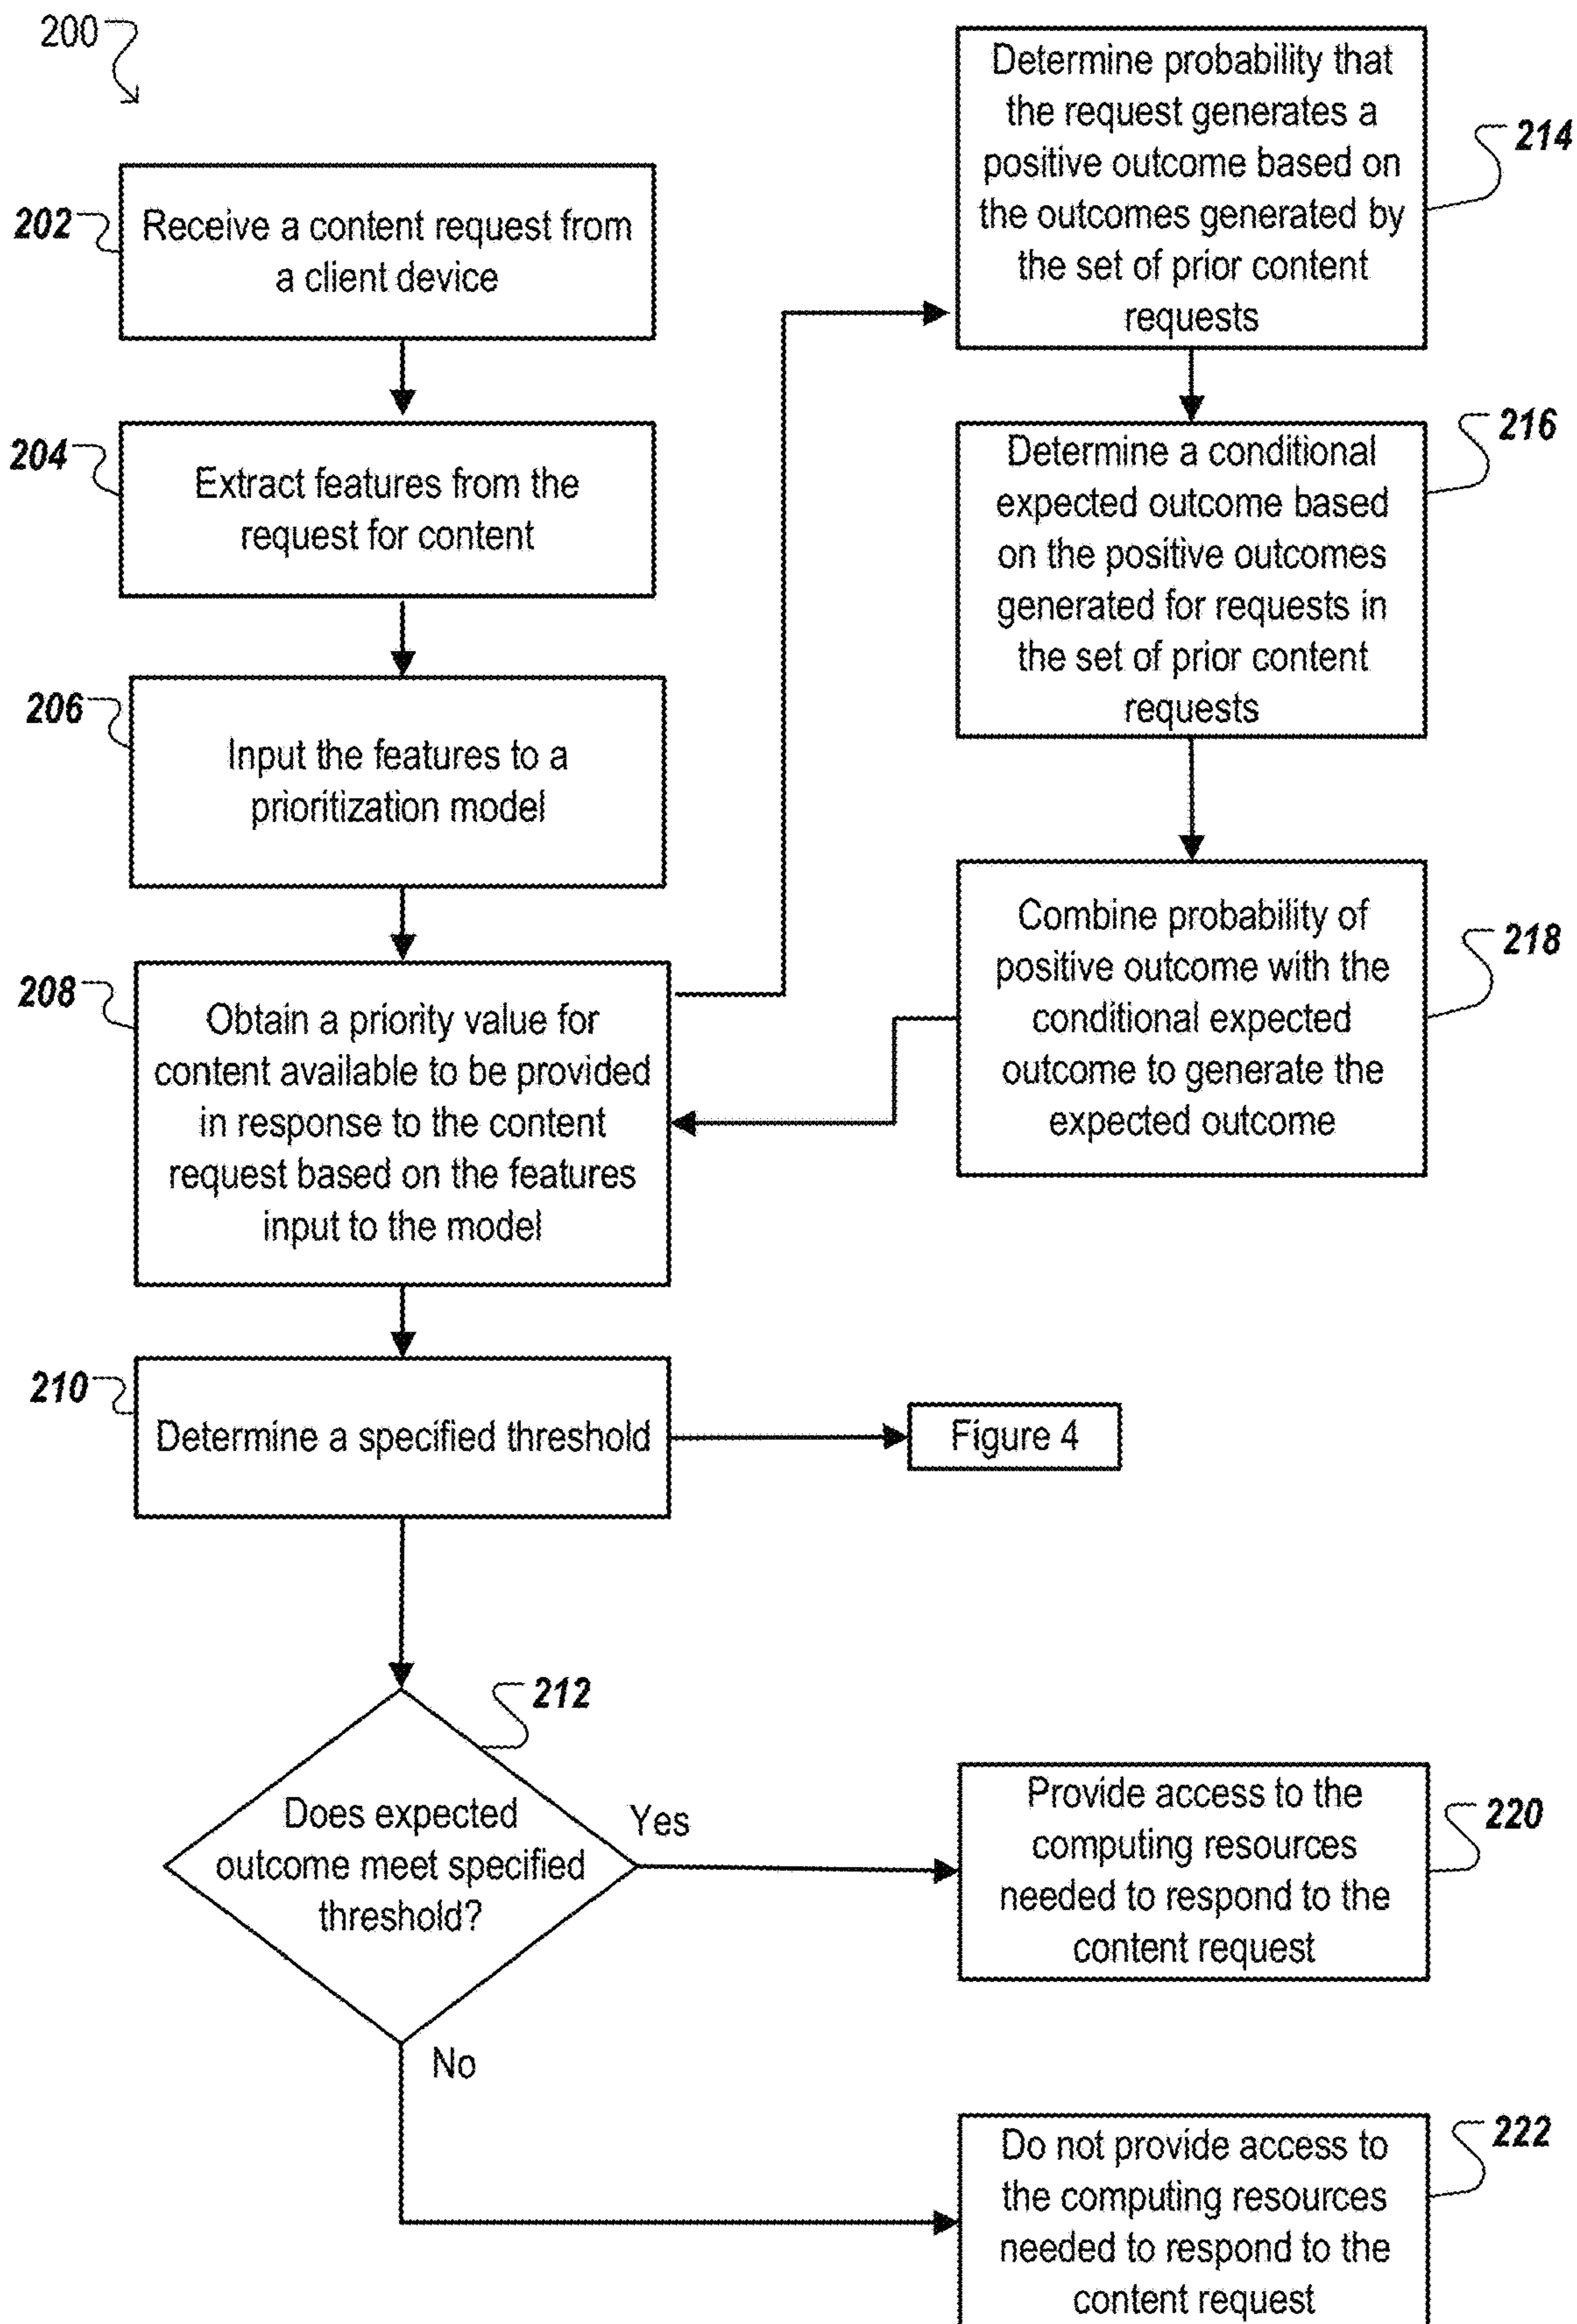 200
202
Receive a content request from
a client device
204
Extract features from the
request for content
206
Input the features to a
prioritization model
208
Obtain a priority value for
content available to be provided
in response to the content
request based on the features
input to the model
210
Determine a specified threshold
Figure 4
212
Does expected
outcome meet specified
threshold?
Yes
No
214
Determine probability that
the request generates a
positive outcome based on
the outcomes generated by
the set of prior content
requests
216
Determine a conditional
expected outcome based
on the positive outcomes
generated for requests in
the set of prior content
requests
218
Combine probability of
positive outcome with the
conditional expected
outcome to generate the
expected outcome
220
Provide access to the
computing resources
needed to respond to the
content request
222
Do not provide access to
the computing resources
needed to respond to the
content request